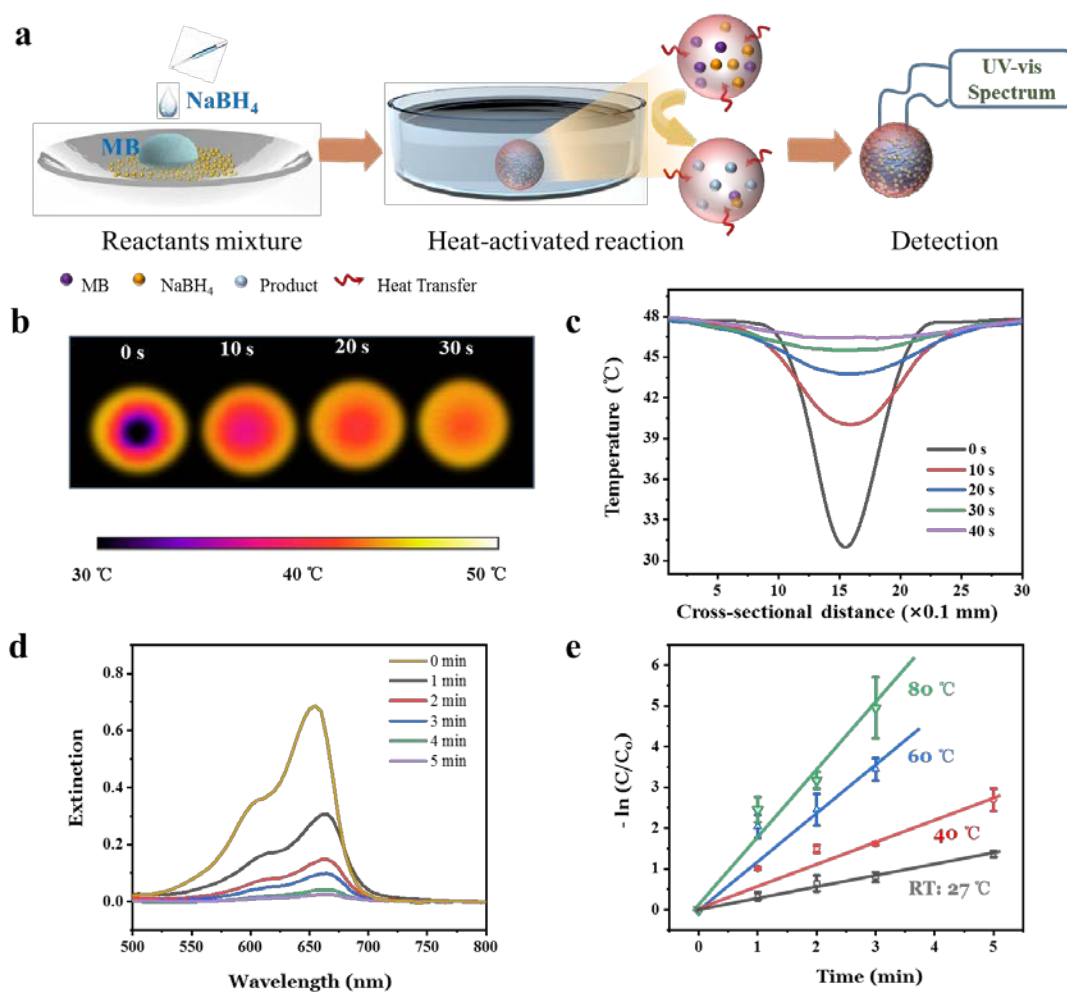 a
NaBH₄
MB
UV-vis
Spectrum
Reactants mixture
Heat-activated reaction
Detection
MB
NaBH₄
Product
Heat Transfer
b
0 s
10 s
20 s
30 s
30 ℃
40 ℃
50 ℃
c
Temperature (℃)
48
45
42
39
36
33
30
0 s
10 s
20 s
30 s
40 s
5
10
15
20
25
30
Cross-sectional distance (×0.1 mm)
d
Extinction
0.8
0.6
0.4
0.2
0.0
0 min
1 min
2 min
3 min
4 min
5 min
500
550
600
650
700
750
800
Wavelength (nm)
e
- ln (C/C₀)
6
5
4
3
2
1
0
80 ℃
60 ℃
40 ℃
RT: 27 ℃
0
1
2
3
4
5
Time (min)